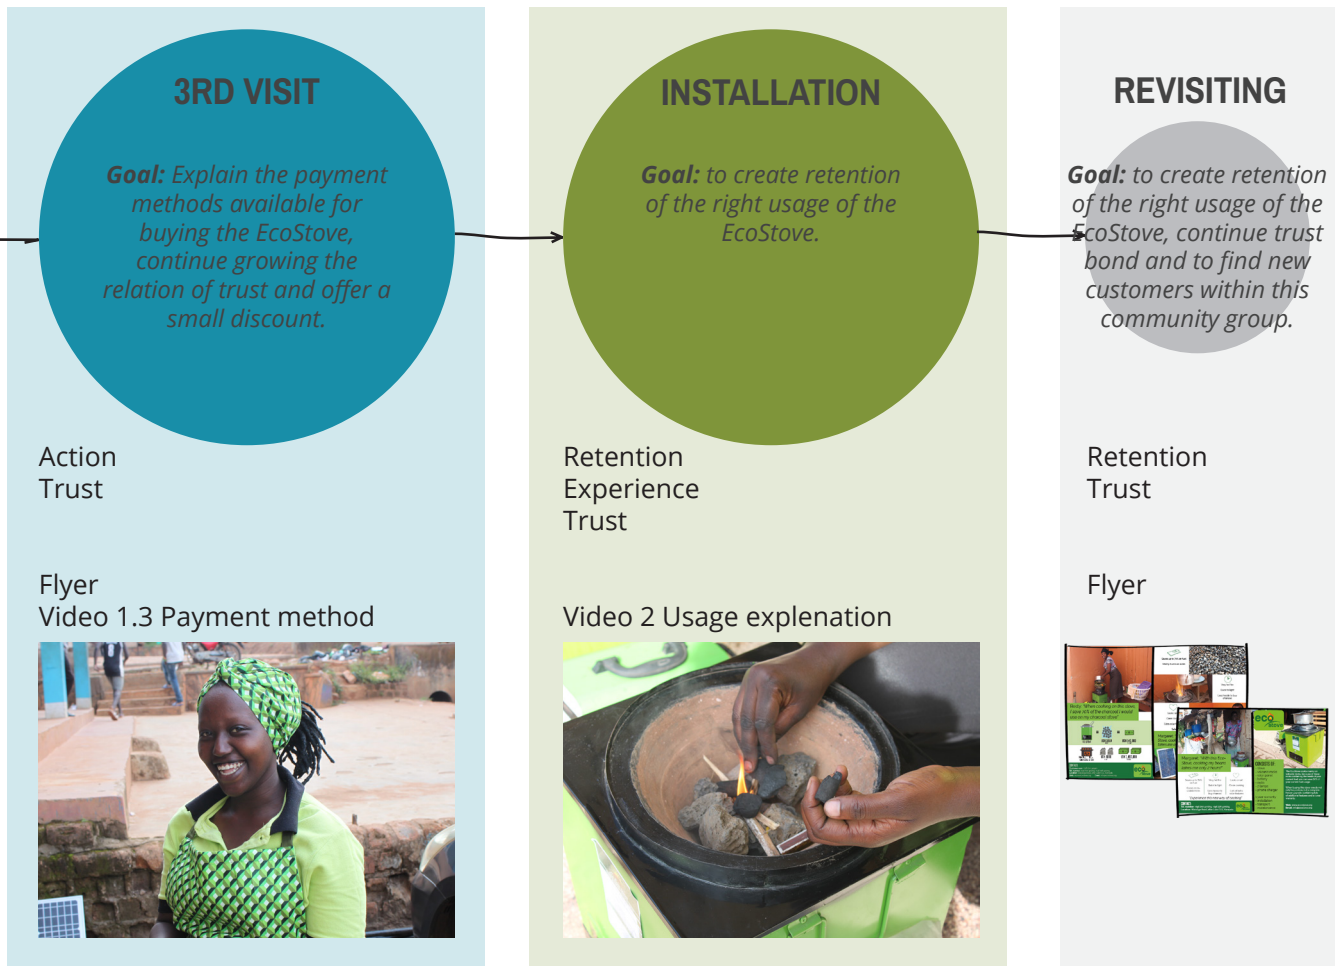 3RD VISIT
Goal: Explain the payment
methods available for
buying the EcoStove,
continue growing the
relation of trust and offer a
small discount.
Action
Trust
Flyer
Video 1.3 Payment method
INSTALLATION
Goal: to create retention
of the right usage of the
EcoStove.
Retention
Experience
Trust
Video 2 Usage explenation
REVISITING
Goal: to create retention
of the right usage of the
EcoStove, continue trust
bond and to find new
customers within this
community group.
Retention
Trust
Flyer
eco